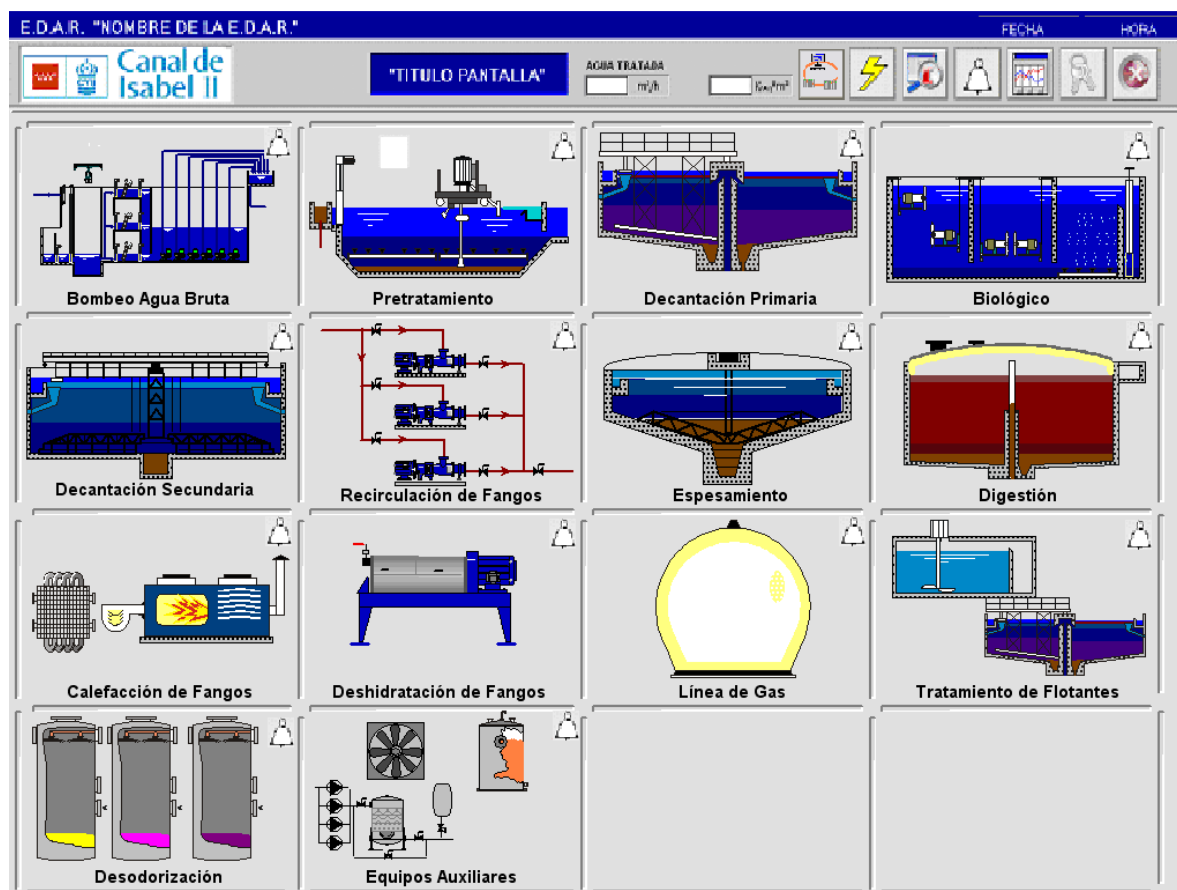 E.D.A.R. "NOMBRE DE LA E.D.A.R."
FECHA
HORA
Canal de
Isabel II
"TITULO PANTALLA"
AGUA TRATADA
m³/h
Bombeo Agua Bruta
Pretratamiento
Decantación Primaria
Biológico
Decantación Secundaria
Recirculación de Fangos
Espesamiento
Digestión
Calefacción de Fangos
Deshidratación de Fangos
Línea de Gas
Tratamiento de Flotantes
Desodorización
Equipos Auxiliares